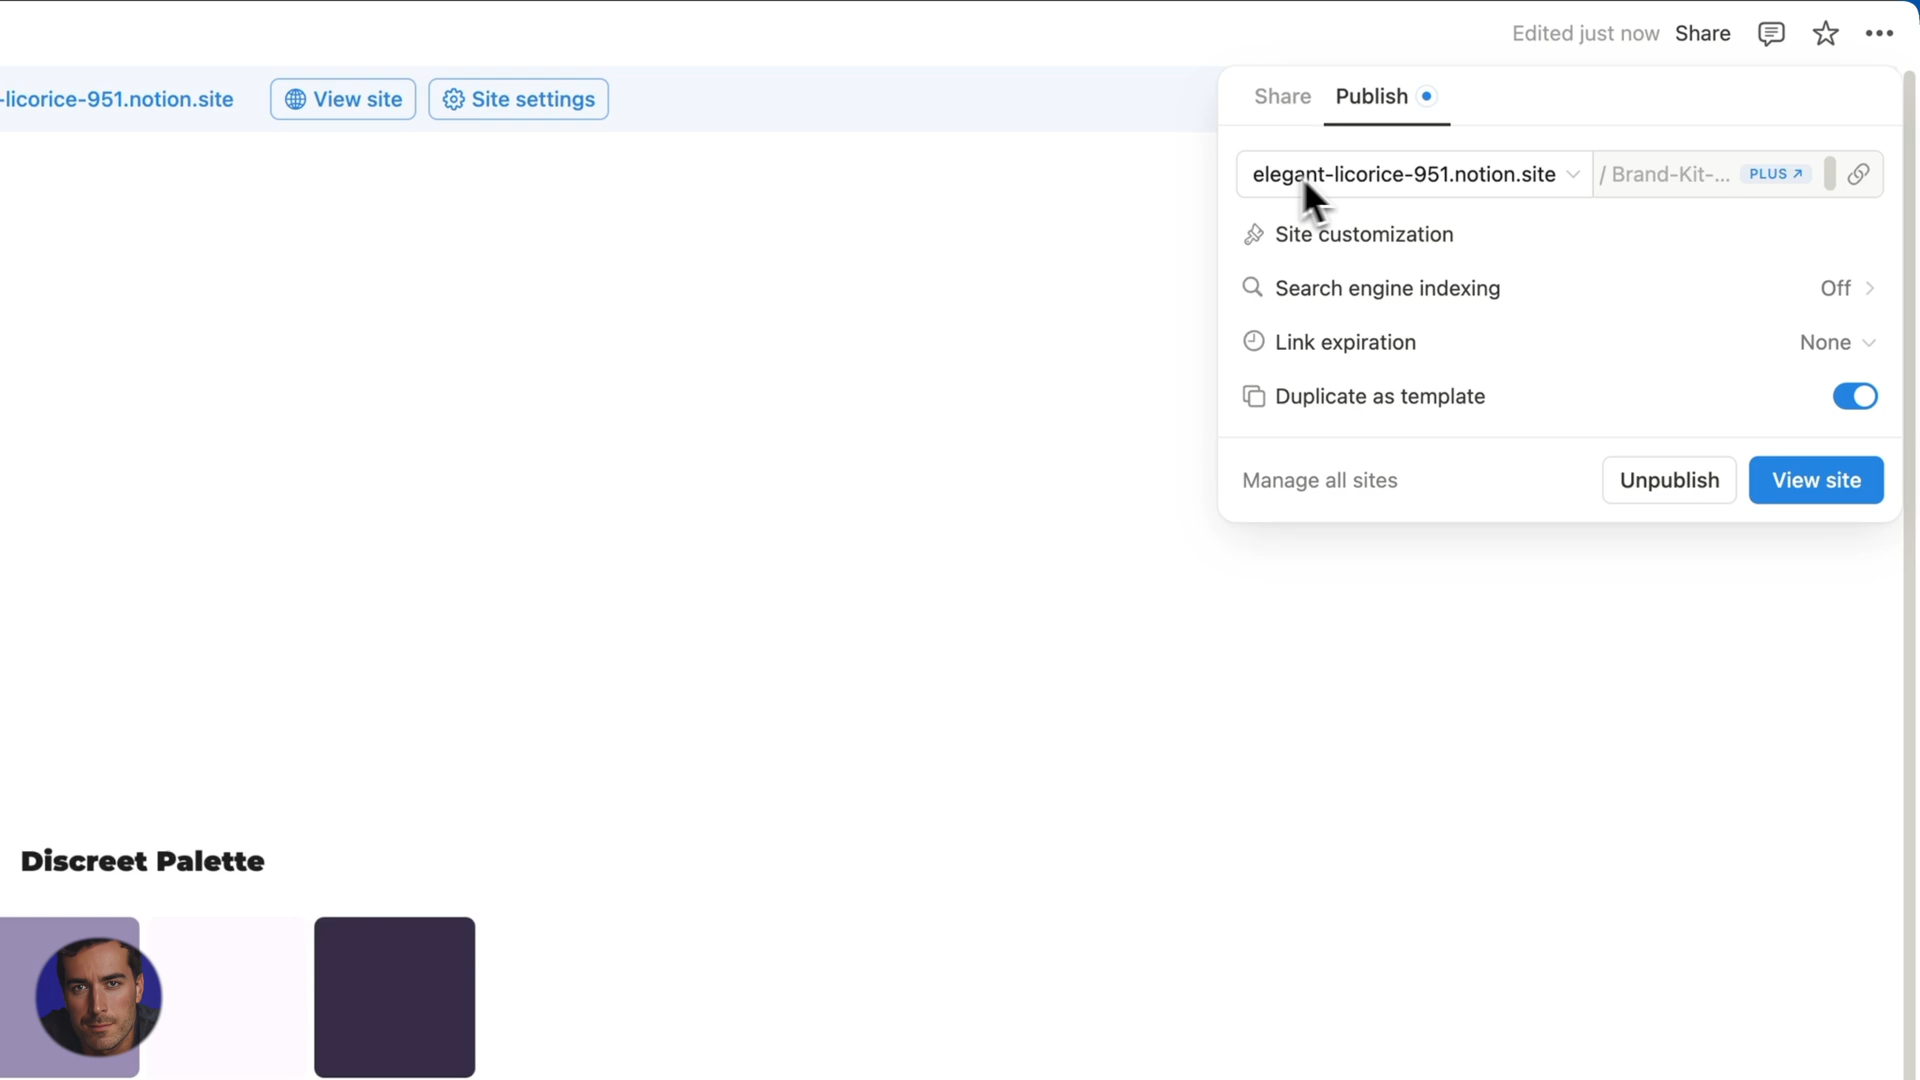 Edited just now Share
-licorice-951.notion.site View site Site settings
Share Publish
elegant-licorice-951.notion.site / Brand-Kit-... PLUS ↗
Site customization
Search engine indexing Off
Link expiration None
Duplicate as template
Manage all sites Unpublish View site
Discreet Palette